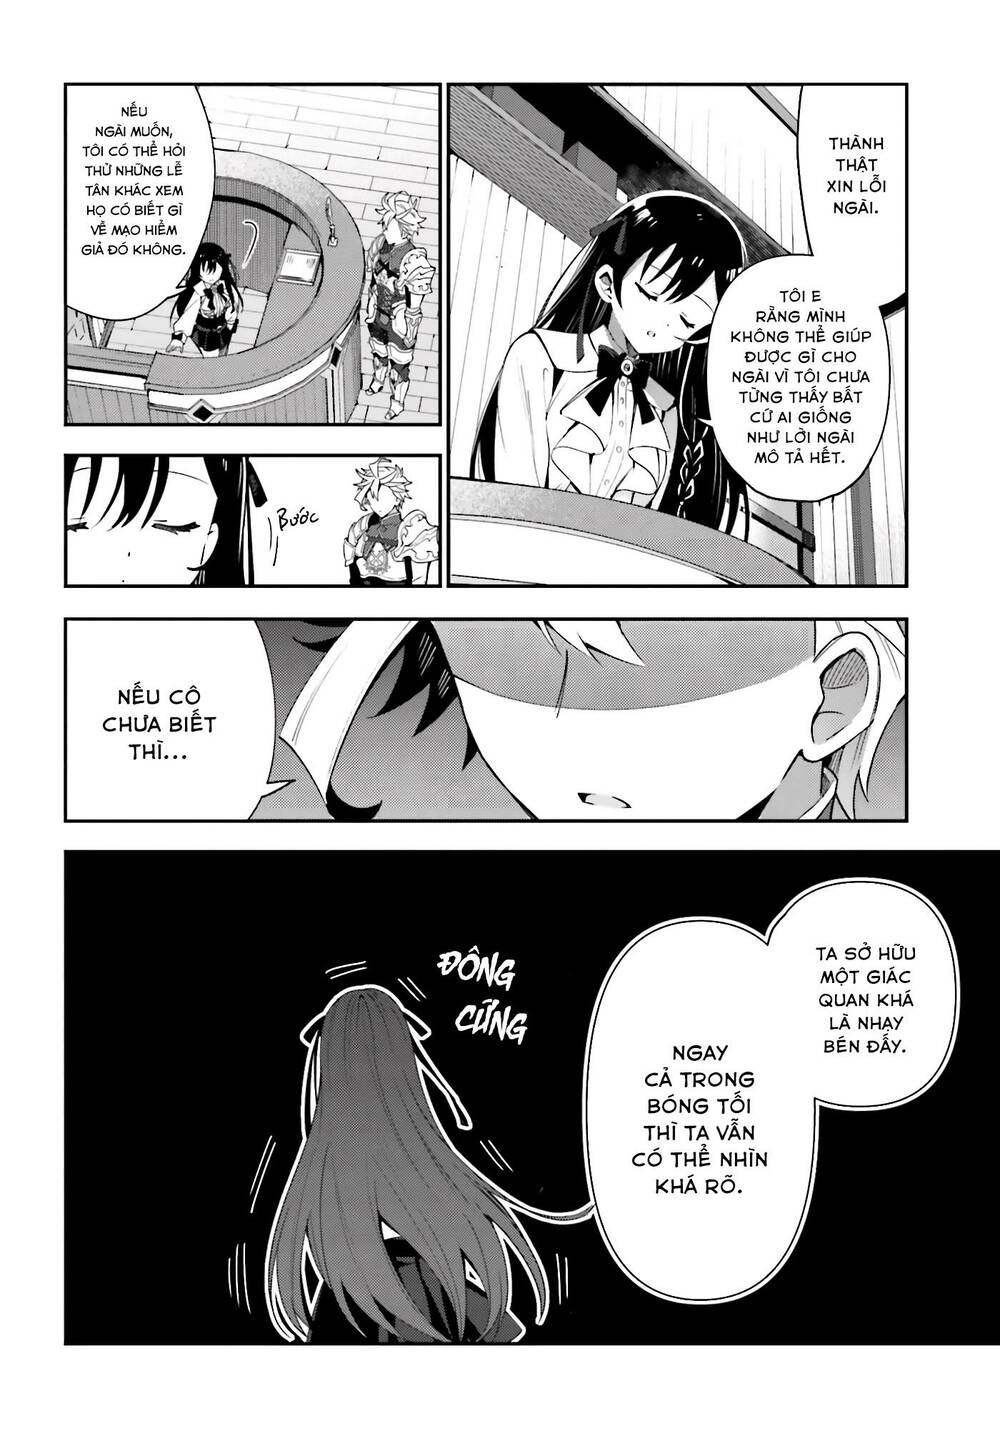 THÀNH
THẬT
XIN LỖI
NGÀI.
TÔI E
RẰNG MÌNH
KHÔNG THỂ GIÚP
ĐƯỢC GÌ CHO
NGÀI VÌ TÔI CHƯA
TỪNG THẤY BẤT
CỨ AI GIỐNG
NHƯ LỜI NGÀI
MÔ TẢ HẾT.
NẾU
NGÀI MUỐN,
TÔI CÓ THỂ HỎI
THỬ NHỮNG LỄ
TÂN KHÁC XEM
HỌ CÓ BIẾT GÌ
VỀ MẠO HIỂM
GIẢ ĐÓ KHÔNG.
BƯỚC
NẾU CÔ
CHƯA BIẾT
THÌ...
TA SỞ HỮU
MỘT GIÁC
QUAN KHÁ
LÀ NHẠY
BÉN ĐẤY.
NGAY
CẢ TRONG
BÓNG TỐI
THÌ TA VẪN
CÓ THỂ NHÌN
KHÁ RÕ.
ĐÔNG
CỨNG